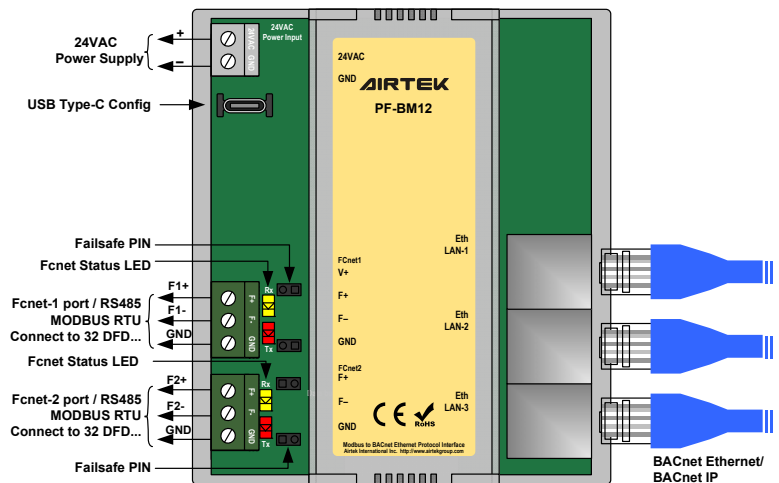 24VAC
Power Supply
+
−
24VAC GND
24VAC
Power Input
USB Type-C Config
24VAC
GND
AIRTEK
PF-BM12
Failsafe PIN
Fcnet Status LED
Fcnet-1 port / RS485
MODBUS RTU
Connect to 32 DFD...
F1+
F1-
GND
F+
F-
GND
Rx
Tx
Fcnet Status LED
Fcnet-2 port / RS485
MODBUS RTU
Connect to 32 DFD...
F2+
F2-
GND
F+
F-
GND
Rx
Tx
Failsafe PIN
FCnet1
V+
F+
F−
GND
FCnet2
F+
F−
GND
Eth
LAN-1
Eth
LAN-2
Eth
LAN-3
CE
RoHS
Modbus to BACnet Ethernet Protocol Interface
Airtek International Inc. http://www.airtekgroup.com
BACnet Ethernet/
BACnet IP